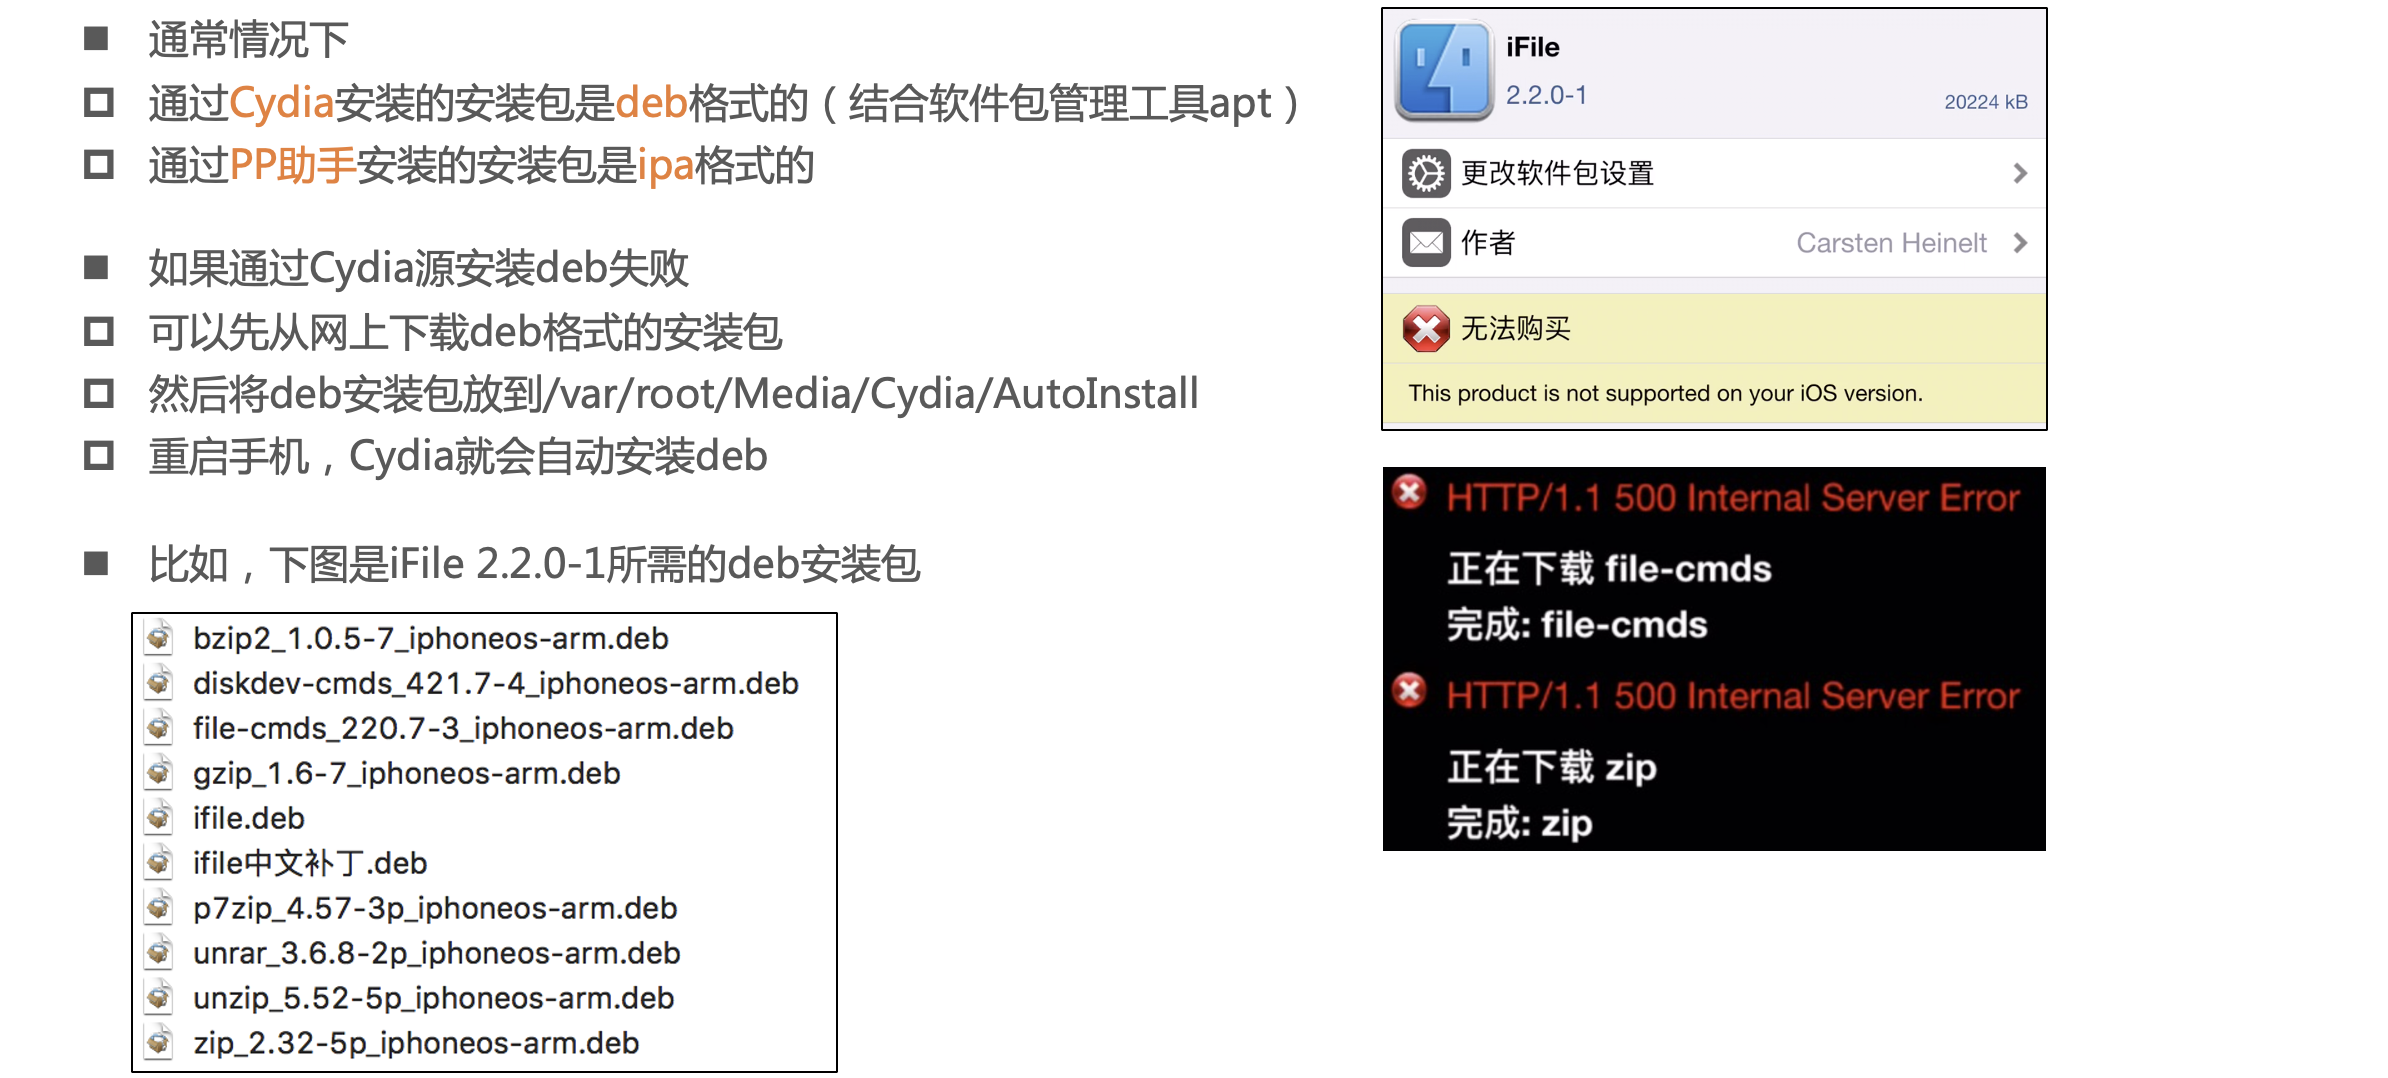 通常情况下
通过Cydia安装的安装包是deb格式的（结合软件包管理工具apt）
通过PP助手安装的安装包是ipa格式的
如果通过Cydia源安装deb失败
可以先从网上下载deb格式的安装包
然后将deb安装包放到/var/root/Media/Cydia/AutoInstall
重启手机，Cydia就会自动安装deb
比如，下图是iFile 2.2.0-1所需的deb安装包
bzip2_1.0.5-7_iphoneos-arm.deb
diskdev-cmds_421.7-4_iphoneos-arm.deb
file-cmds_220.7-3_iphoneos-arm.deb
gzip_1.6-7_iphoneos-arm.deb
ifile.deb
ifile中文补丁.deb
p7zip_4.57-3p_iphoneos-arm.deb
unrar_3.6.8-2p_iphoneos-arm.deb
unzip_5.52-5p_iphoneos-arm.deb
zip_2.32-5p_iphoneos-arm.deb
iFile
2.2.0-1
20224 kB
更改软件包设置
作者 Carsten Heinelt
无法购买
This product is not supported on your iOS version.
HTTP/1.1 500 Internal Server Error
正在下载 file-cmds
完成: file-cmds
HTTP/1.1 500 Internal Server Error
正在下载 zip
完成: zip